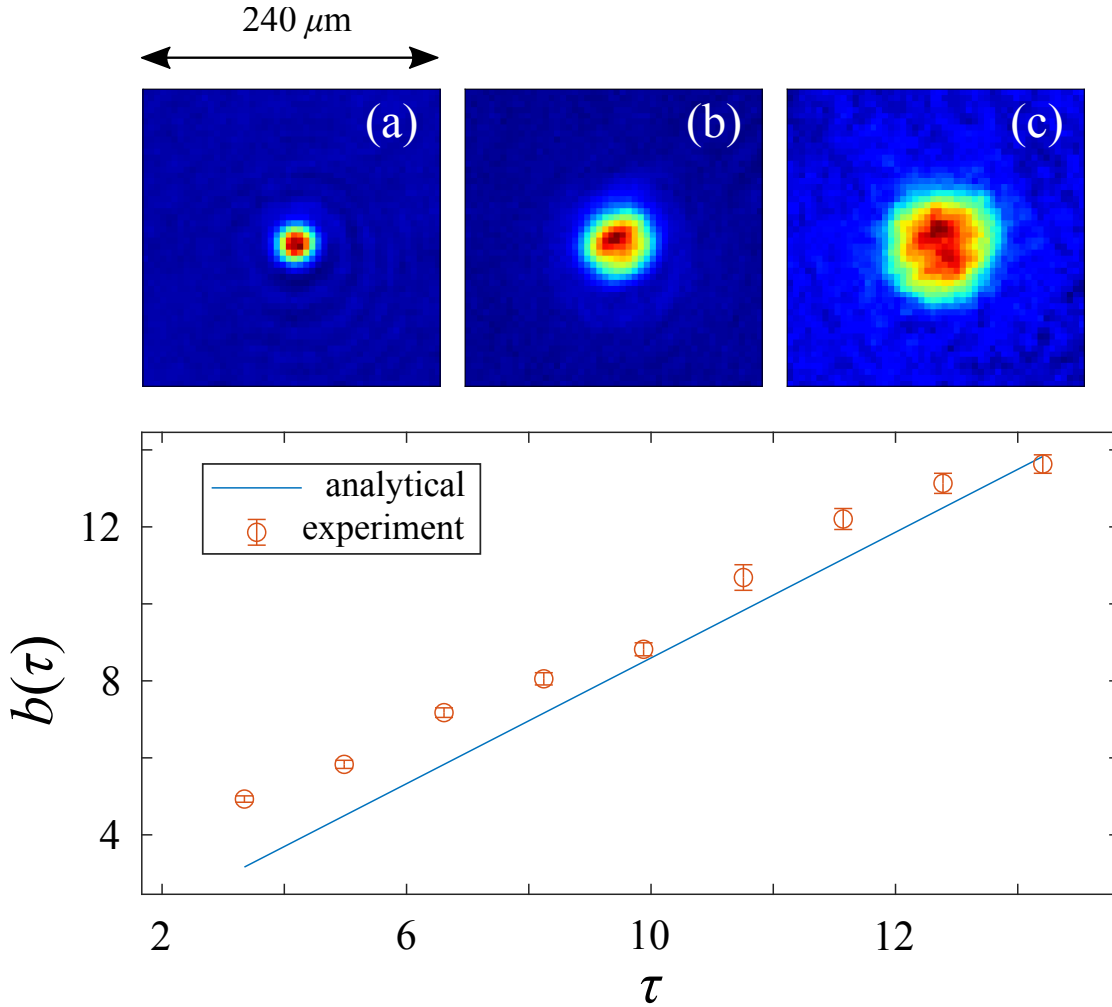 240 μm
(a)
(b)
(c)
analytical
experiment
12
8
4
b(τ)
2
6
10
12
τ